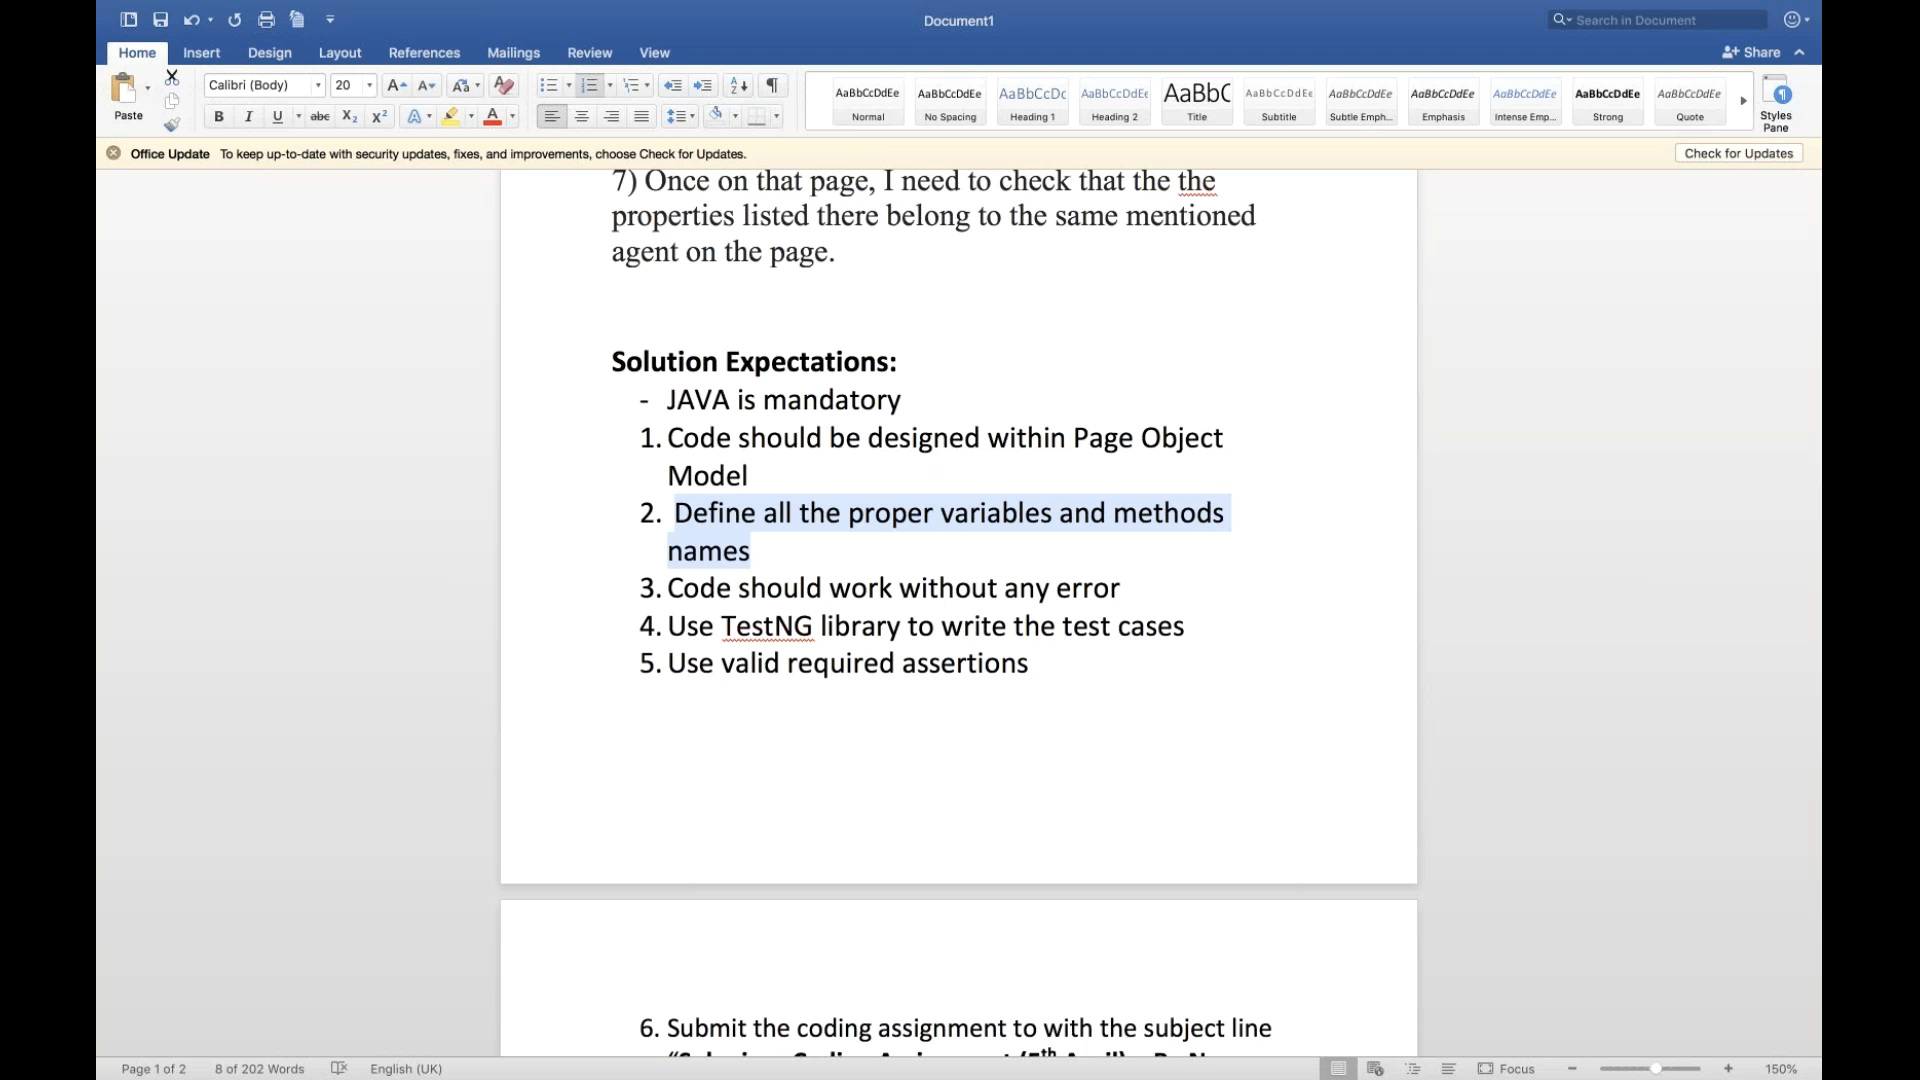 Document1
Search in Document
Home Insert Design Layout References Mailings Review View
Share
Paste
Calibri (Body) 20
AaBbCcDdEe AaBbCcDdEe AaBbCcDc AaBbCcDdEe AaBbC AaBbCcDdEe AaBbCcDdEe AaBbCcDdEe AaBbCcDdEe AaBbCcDdEe AaBbCcDdEe
Normal No Spacing Heading 1 Heading 2 Title Subtitle Subtle Emph... Emphasis Intense Emp... Strong Quote
Styles
Pane
Office Update To keep up-to-date with security updates, fixes, and improvements, choose Check for Updates.
Check for Updates
7) Once on that page, I need to check that the the
properties listed there belong to the same mentioned
agent on the page.
Solution Expectations:
- JAVA is mandatory
1. Code should be designed within Page Object
Model
2. Define all the proper variables and methods
names
3. Code should work without any error
4. Use TestNG library to write the test cases
5. Use valid required assertions
6. Submit the coding assignment to with the subject line
Page 1 of 2 8 of 202 Words English (UK) Focus 150%